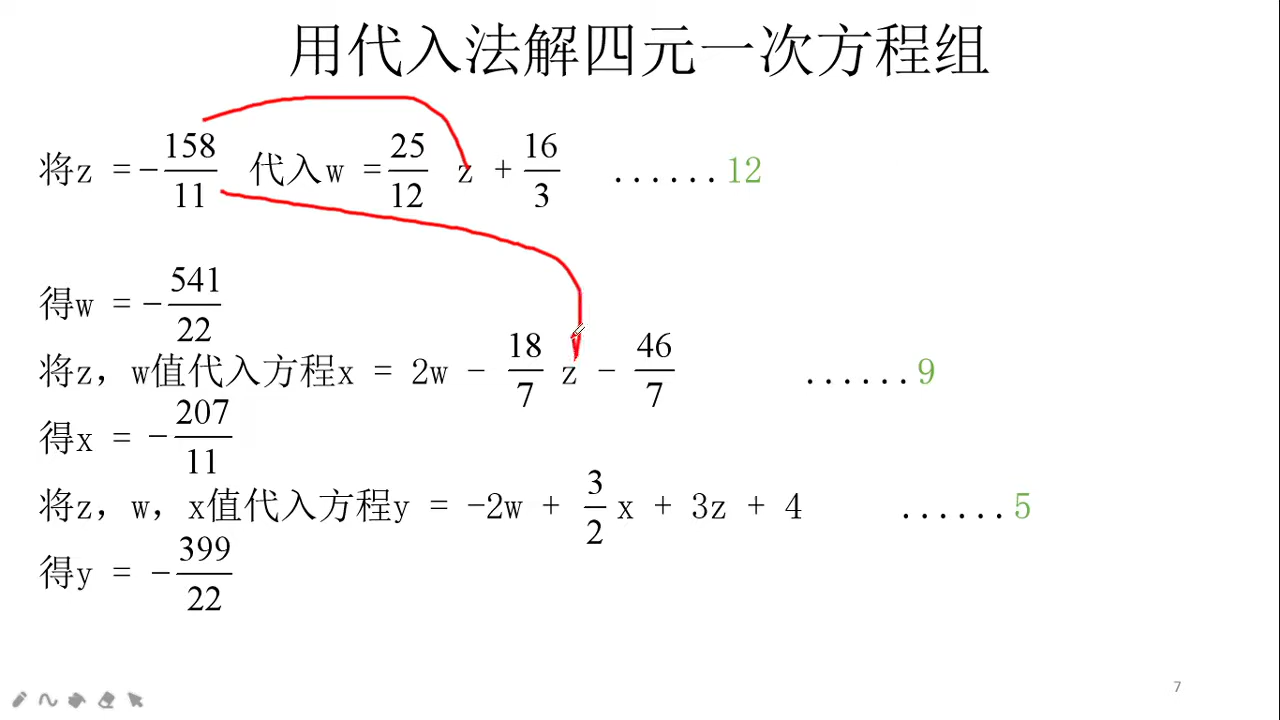 用代入法解四元一次方程组
将z =-158/11 代入w =25/12 z +16/3 ......12
得w =-541/22
将z，w值代入方程x = 2w - 18/7 z - 46/7 ......9
得x = -207/11
将z，w，x值代入方程y = -2w + 3/2 x + 3z + 4 ......5
得y = -399/22
7